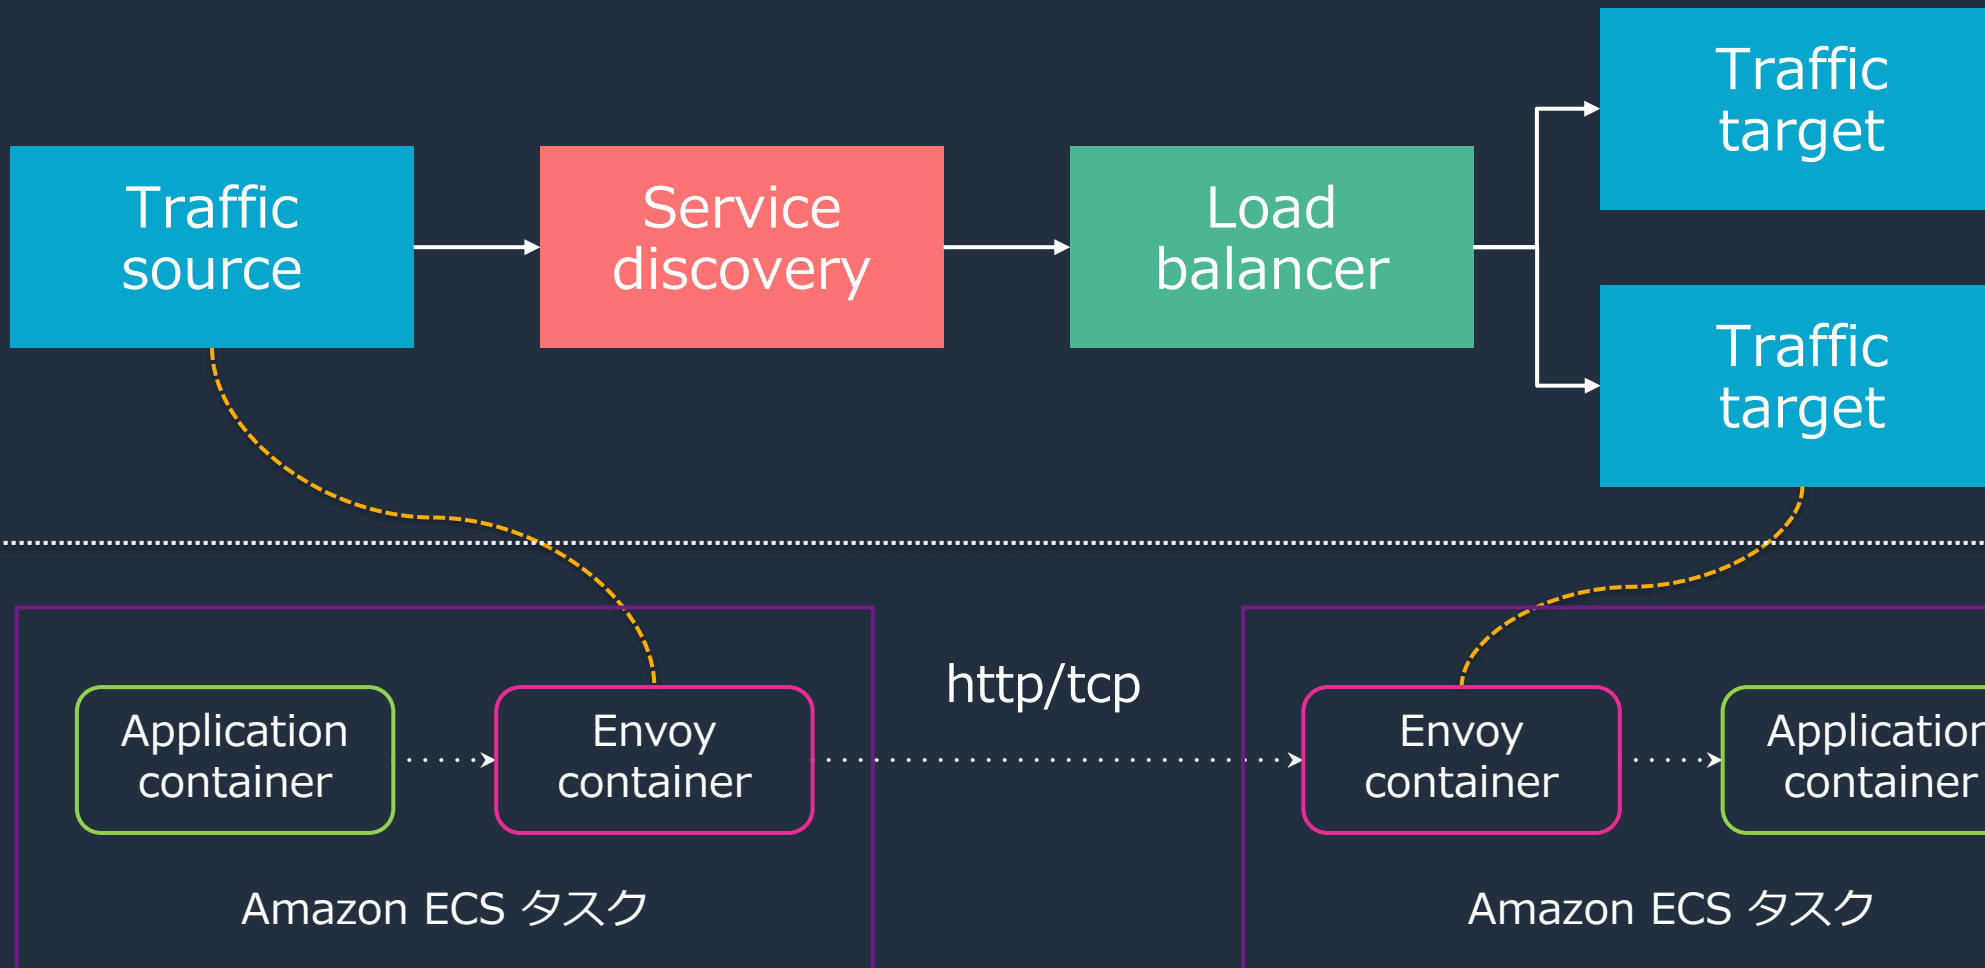 Traffic
target
Traffic
source
Service
discovery
Load
balancer
Traffic
target
http/tcp
Application
container
Envoy
container
Envoy
container
Application
container
Amazon ECS タスク
Amazon ECS タスク